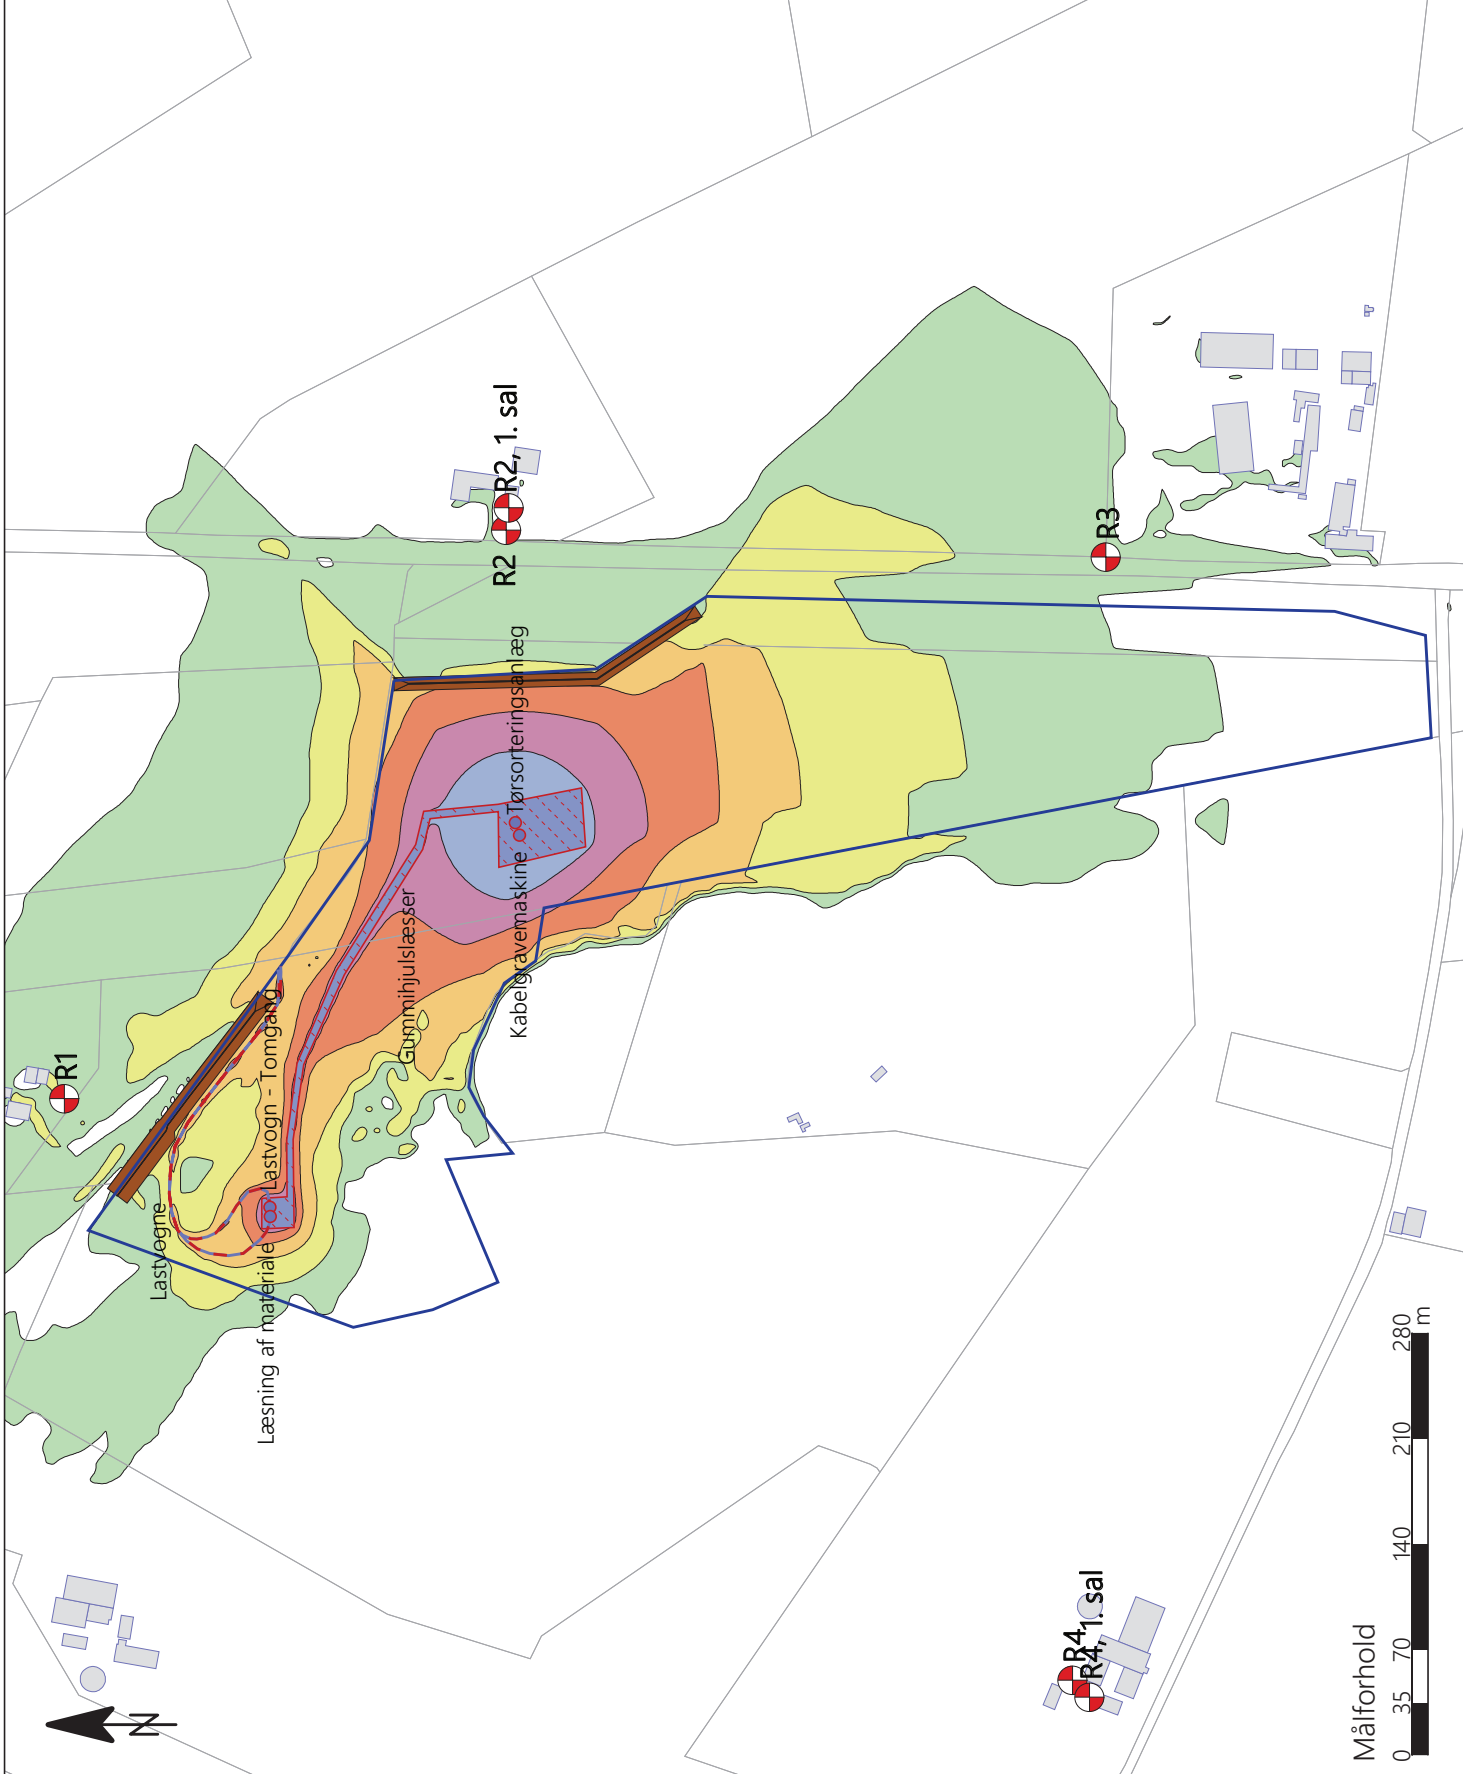 R1
R2, 1. sal
R2
R3
Tørsorteringsanlæg
Kabelgravemaskine
Gummihjulslæsser
Lastvogn - Tomgang
Lastvogne
Læsning af materiale
R4
R4, 1. sal
N
Målforhold
0 35 70 140 210 280
m